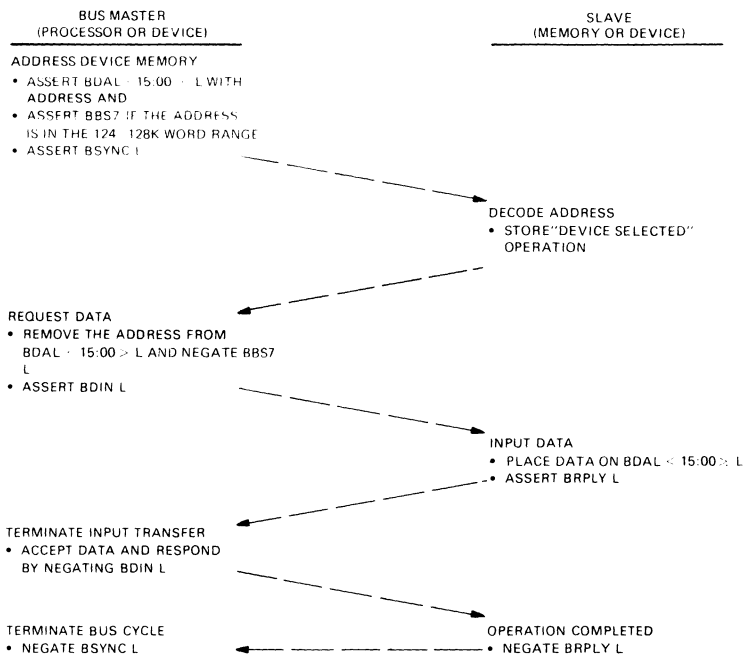 BUS MASTER
(PROCESSOR OR DEVICE)
SLAVE
(MEMORY OR DEVICE)
ADDRESS DEVICE MEMORY
• ASSERT BDAL 15:00 L WITH
ADDRESS AND
• ASSERT BBS7 IF THE ADDRESS
IS IN THE 124 128K WORD RANGE
• ASSERT BSYNC L
DECODE ADDRESS
• STORE "DEVICE SELECTED"
OPERATION
REQUEST DATA
• REMOVE THE ADDRESS FROM
BDAL < 15:00 > L AND NEGATE BBS7
L
• ASSERT BDIN L
INPUT DATA
• PLACE DATA ON BDAL < 15:00 > L
• ASSERT BRPLY L
TERMINATE INPUT TRANSFER
• ACCEPT DATA AND RESPOND
BY NEGATING BDIN L
OPERATION COMPLETED
• NEGATE BRPLY L
TERMINATE BUS CYCLE
• NEGATE BSYNC L